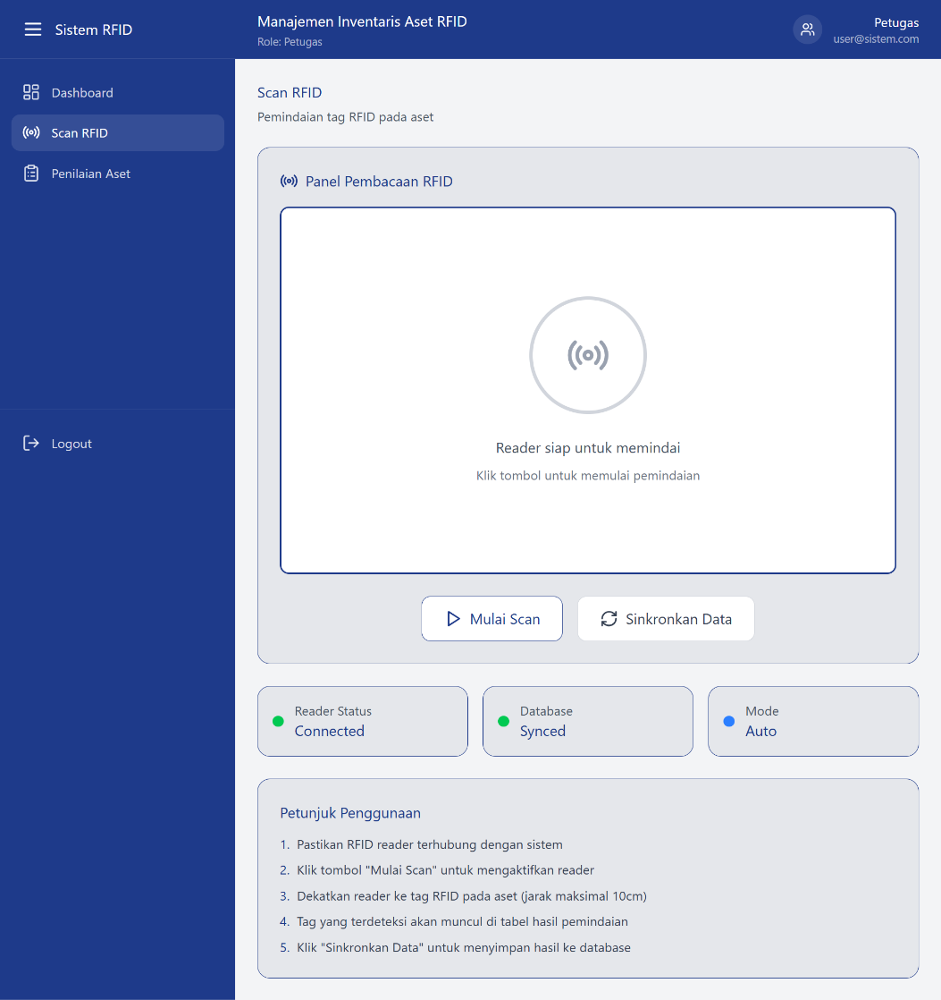 Sistem RFID
Manajemen Inventaris Aset RFID
Role: Petugas
Petugas
user@sistem.com
Dashboard
Scan RFID
Penilaian Aset
Logout
Scan RFID
Pemindaian tag RFID pada aset
Panel Pembacaan RFID
Reader siap untuk memindai
Klik tombol untuk memulai pemindaian
Mulai Scan
Sinkronkan Data
Reader Status
Connected
Database
Synced
Mode
Auto
Petunjuk Penggunaan
1. Pastikan RFID reader terhubung dengan sistem
2. Klik tombol "Mulai Scan" untuk mengaktifkan reader
3. Dekatkan reader ke tag RFID pada aset (jarak maksimal 10cm)
4. Tag yang terdeteksi akan muncul di tabel hasil pemindaian
5. Klik "Sinkronkan Data" untuk menyimpan hasil ke database